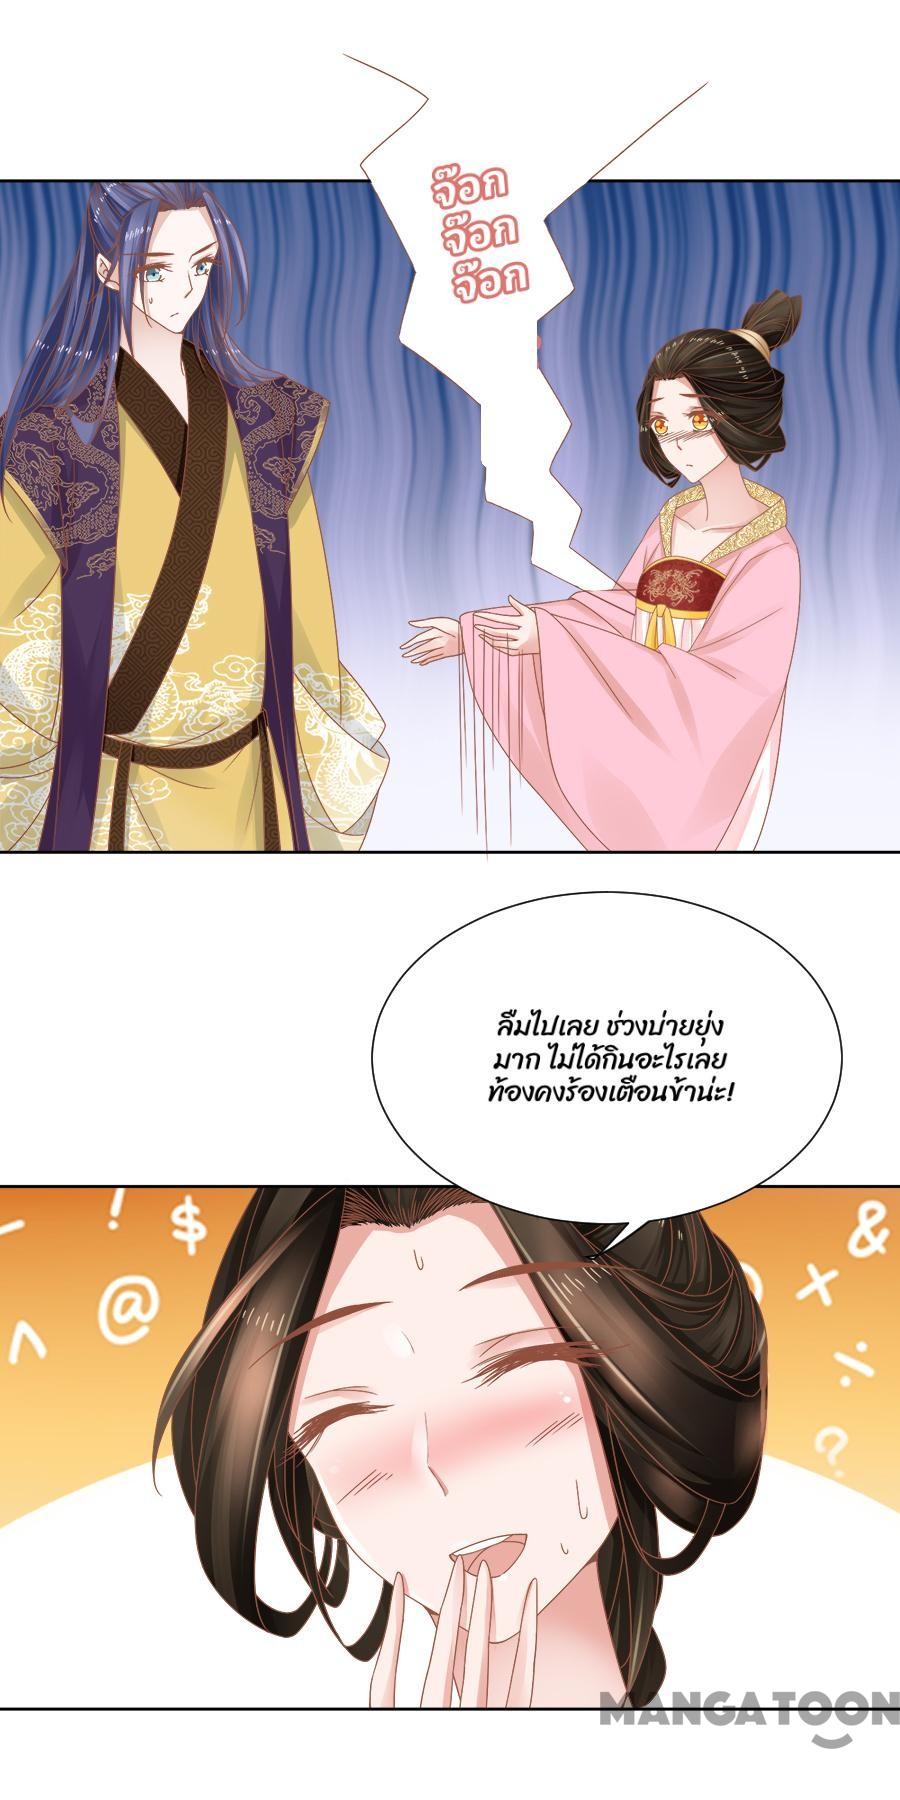 จ๊อก
จ๊อก
จ๊อก
ลืมไปเลย ช่วงบ่ายยุ่ง
มาก ไม่ได้กินอะไรเลย
ท้องคงร้องเตือนข้าน่ะ!
! $ & @ × ÷ ?
MANGA TOON